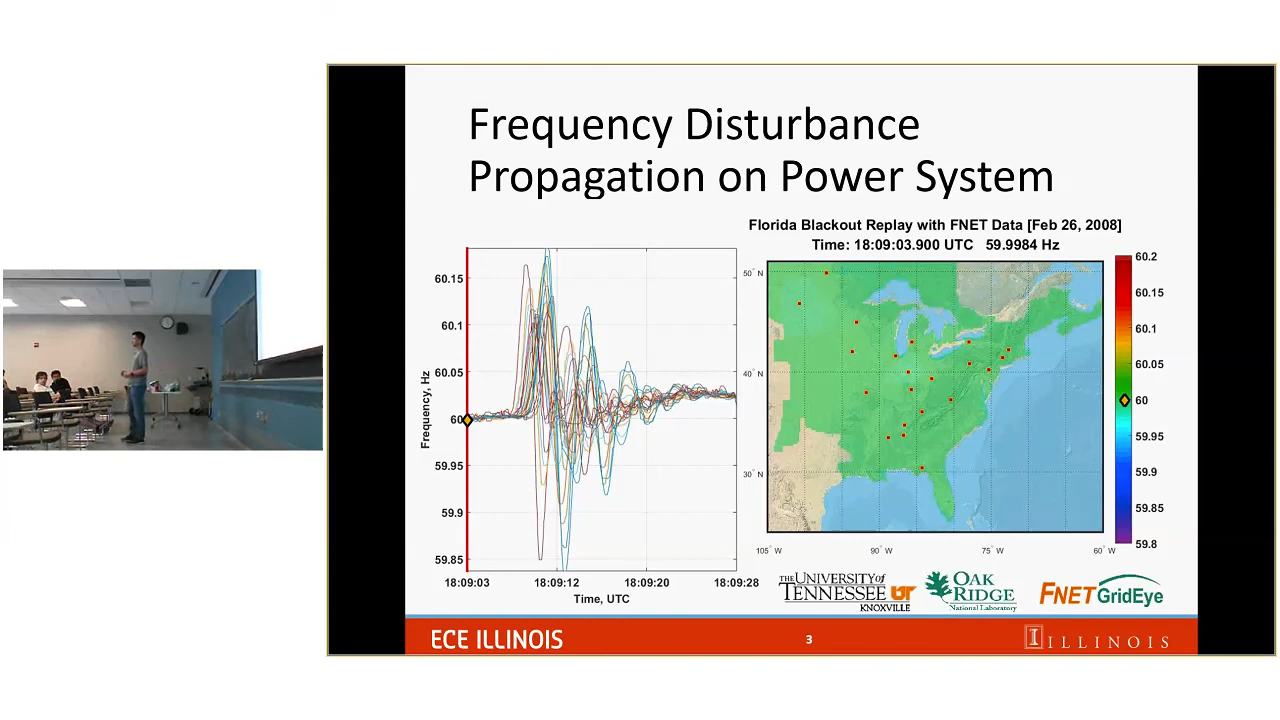 Frequency Disturbance
Propagation on Power System
Florida Blackout Replay with FNET Data [Feb 26, 2008]
Time: 18:09:03.900 UTC 59.9984 Hz
60.15
60.1
60.05
60
59.95
59.9
59.85
Frequency, Hz
18:09:03
18:09:12
18:09:20
18:09:28
Time, UTC
50° N
40° N
30° N
105° W
90° W
75° W
60° W
60.2
60.15
60.1
60.05
60
59.95
59.9
59.85
59.8
THE UNIVERSITY of
TENNESSEE UT
KNOXVILLE
OAK
RIDGE
National Laboratory
FNET GridEye
ECE ILLINOIS
3
I ILLINOIS